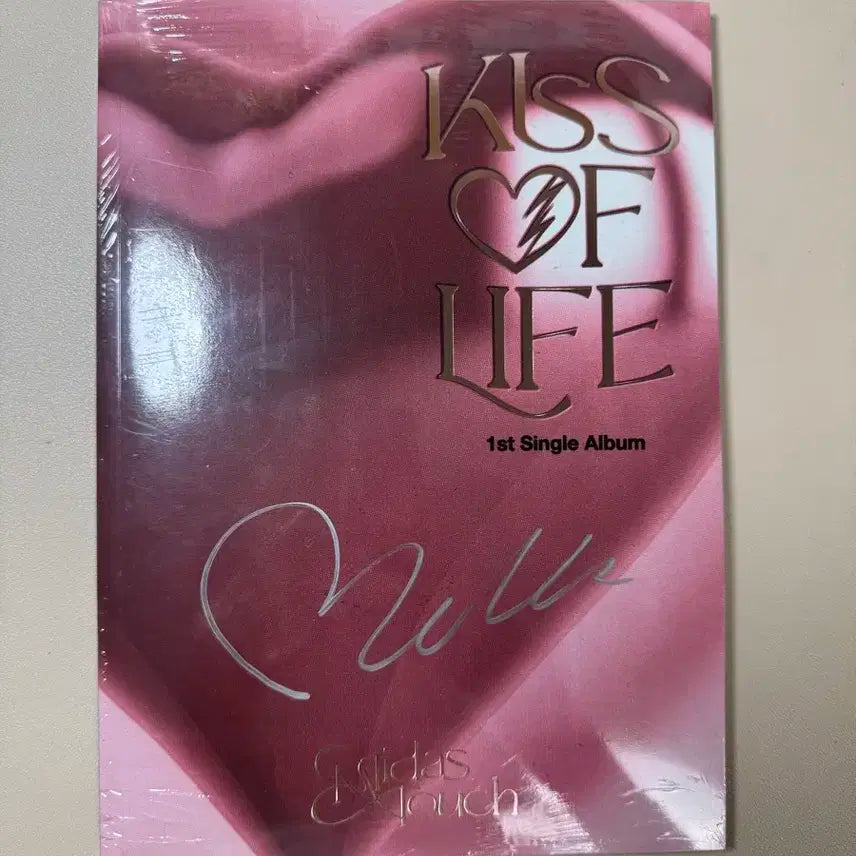 KISS
OF
LIFE
1st Single Album
Midas
Touch